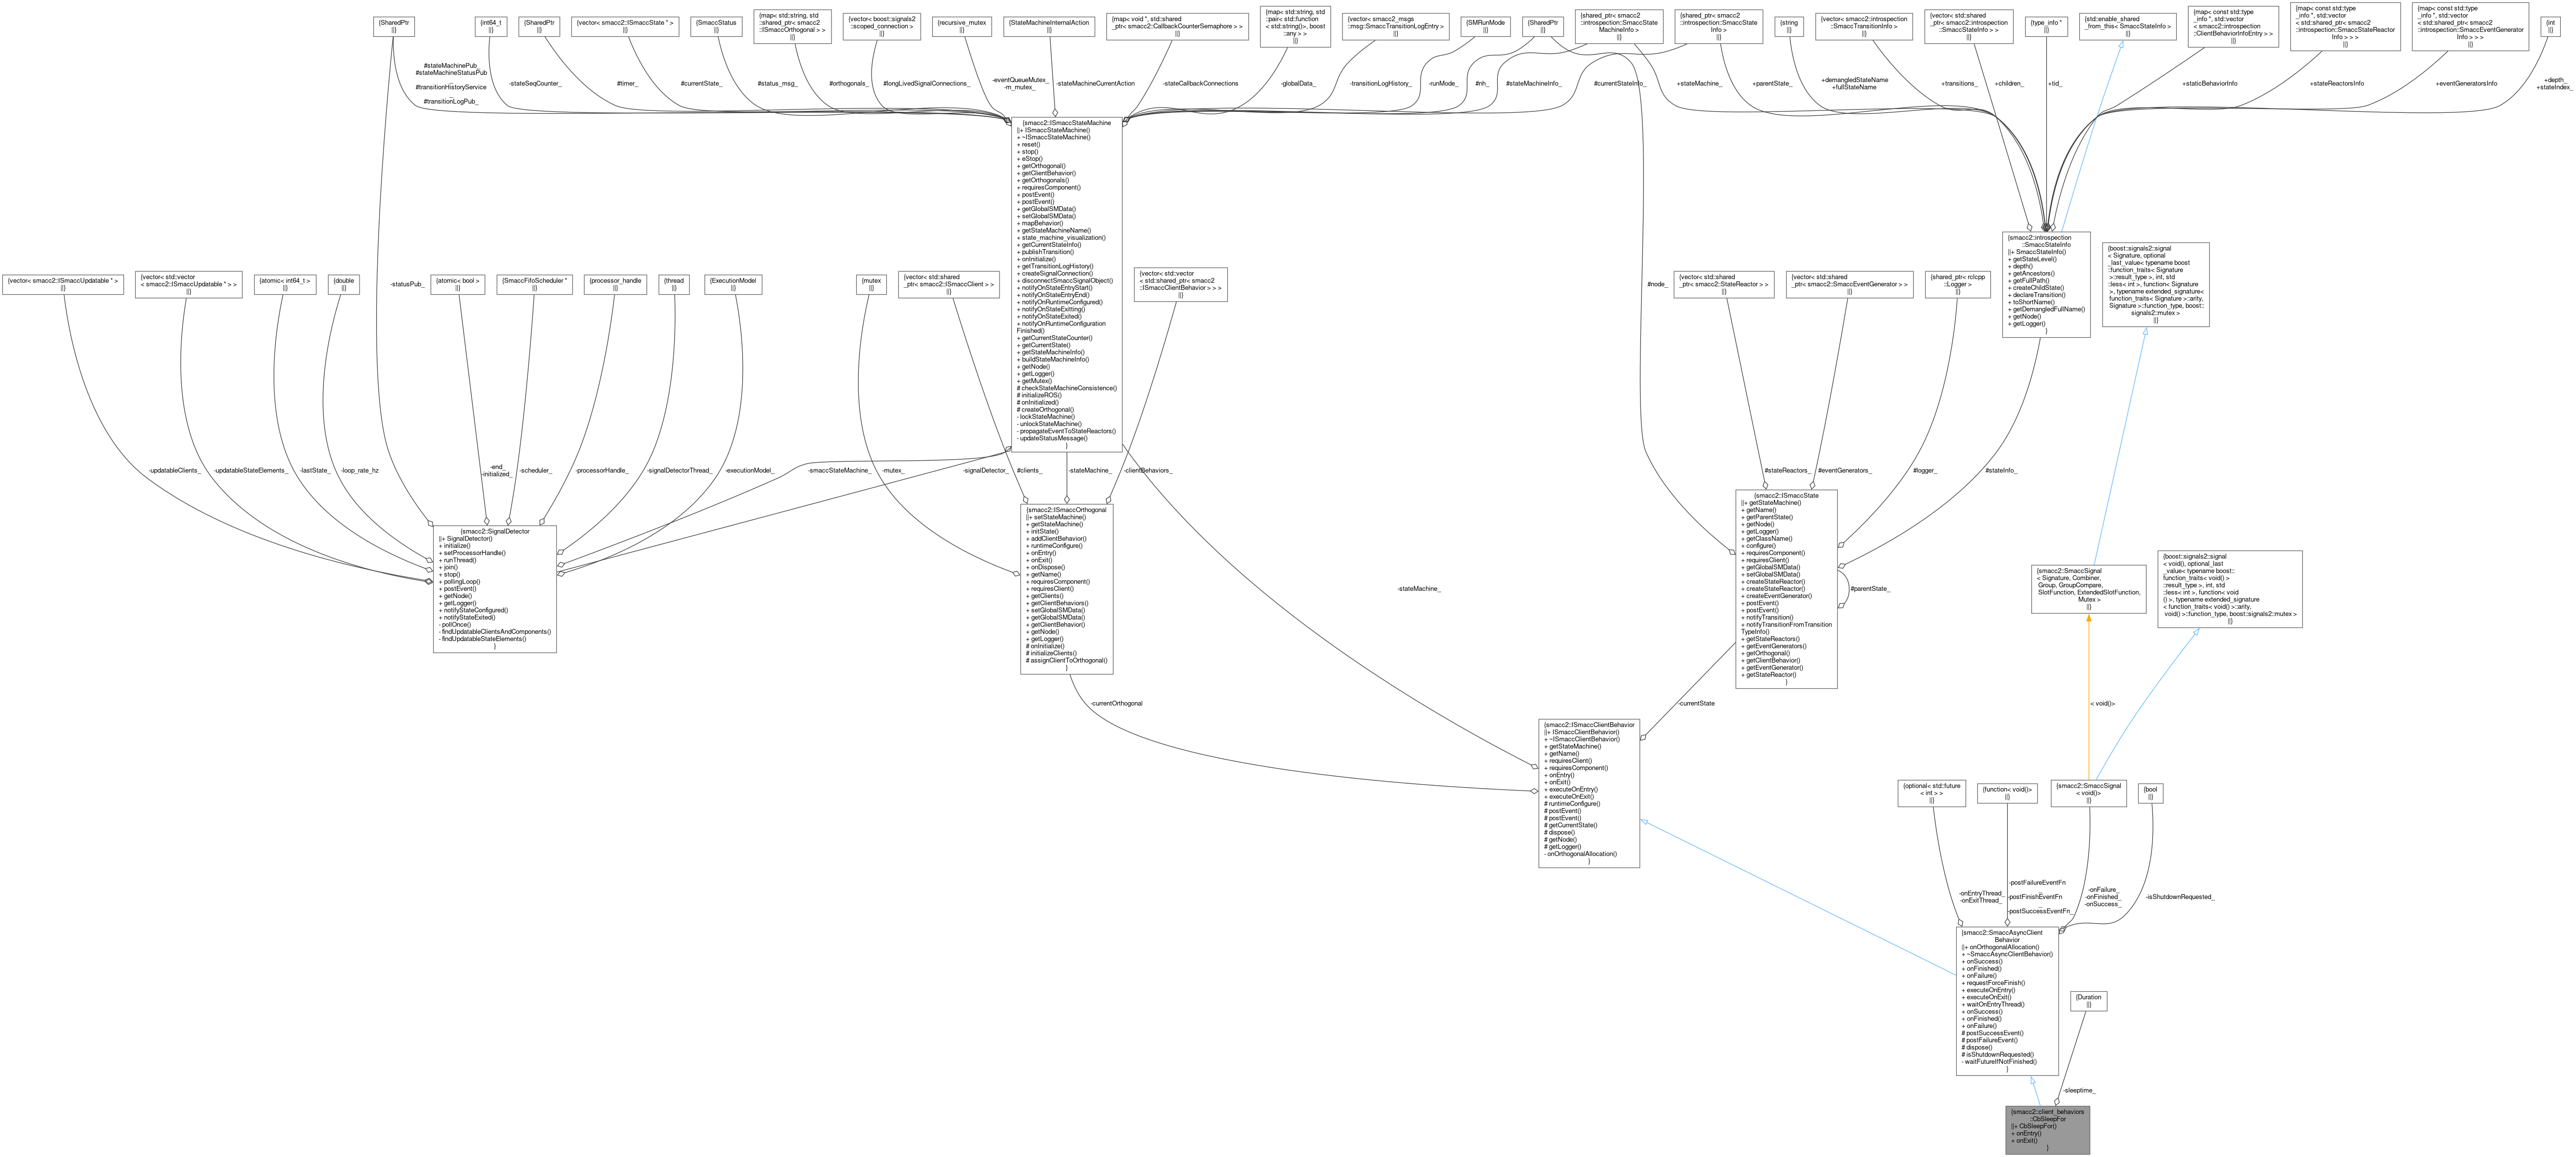 {SharedPtr
||}
{int64_t
||}
{SharedPtr
||}
{vector< smacc2::ISmaccState * >
||}
{SmaccStatus
||}
{map< std::string, std
::shared_ptr< smacc2
::ISmaccOrthogonal > >
||}
{vector< boost::signals2
::scoped_connection >
||}
{recursive_mutex
||}
{StateMachineInternalAction
||}
{map< void *, std::shared
_ptr< smacc2::CallbackCounterSemaphore > >
||}
{map< std::string, std
::pair< std::function
< std::string()>, boost
::any > >
||}
{vector< smacc2_msgs
::msg::SmaccTransitionLogEntry >
||}
{SMRunMode
||}
{SharedPtr
||}
{shared_ptr< smacc2
::introspection::SmaccState
MachineInfo >
||}
{shared_ptr< smacc2
::introspection::SmaccState
Info >
||}
{string
||}
{vector< smacc2::introspection
::SmaccTransitionInfo >
||}
{vector< std::shared
_ptr< smacc2::introspection
::SmaccStateInfo > >
||}
{type_info *
||}
{std::enable_shared
_from_this< SmaccStateInfo >
||}
{map< const std::type
_info *, std::vector
< smacc2::introspection
::ClientBehaviorInfoEntry > >
||}
{map< const std::type
_info *, std::vector
< std::shared_ptr< smacc2
::introspection::SmaccStateReactor
Info > > >
||}
{map< const std::type
_info *, std::vector
< std::shared_ptr< smacc2
::introspection::SmaccEventGenerator
Info > > >
||}
{int
||}
#stateMachinePub_
#stateMachineStatusPub
_
#transitionHistoryService
_
#transitionLogPub_
-stateSeqCounter_
#timer_
#currentState_
#status_msg_
#orthogonals_
#longLivedSignalConnections_
-eventQueueMutex_
-m_mutex_
-stateMachineCurrentAction
-stateCallbackConnections
-globalData_
-transitionLogHistory_
-runMode_
#nh_
#stateMachineInfo_
#currentStateInfo_
+stateMachine_
+parentState_
+demangledStateName
+fullStateName
+transitions_
+children_
+tid_
+staticBehaviorInfo
+stateReactorsInfo
+eventGeneratorsInfo
+depth_
+stateIndex_
{smacc2::ISmaccStateMachine
||+ ISmaccStateMachine()
+ ~ISmaccStateMachine()
+ reset()
+ stop()
+ eStop()
+ getOrthogonal()
+ getClientBehavior()
+ getOrthogonals()
+ requiresComponent()
+ postEvent()
+ postEvent()
+ getGlobalSMData()
+ setGlobalSMData()
+ mapBehavior()
+ getStateMachineName()
+ state_machine_visualization()
+ getCurrentStateInfo()
+ publishTransition()
+ onInitialize()
+ getTransitionLogHistory()
+ createSignalConnection()
+ disconnectSmaccSignalObject()
+ notifyOnStateEntryStart()
+ notifyOnStateEntryEnd()
+ notifyOnRuntimeConfigured()
+ notifyOnStateExitting()
+ notifyOnStateExited()
+ notifyOnRuntimeConfiguration
Finished()
+ getCurrentStateCounter()
+ getCurrentState()
+ getStateMachineInfo()
+ buildStateMachineInfo()
+ getNode()
+ getLogger()
+ getMutex()
# checkStateMachineConsistence()
# initializeROS()
# onInitialized()
# createOrthogonal()
- lockStateMachine()
- unlockStateMachine()
- propagateEventToStateReactors()
- updateStatusMessage()
}
{smacc2::introspection
::SmaccStateInfo
||+ SmaccStateInfo()
+ getStateLevel()
+ depth()
+ getAncestors()
+ getFullPath()
+ createChildState()
+ declareTransition()
+ toShortName()
+ getDemangledFullName()
+ getNode()
+ getLogger()
}
{boost::signals2::signal
< Signature, optional
_last_value< typename boost
::function_traits< Signature
>::result_type >, int, std
::less< int >, function< Signature
>, typename extended_signature<
function_traits< Signature >::arity,
Signature >::function_type, boost::
signals2::mutex >
||}
{vector< smacc2::ISmaccUpdatable * >
||}
{vector< std::vector
< smacc2::ISmaccUpdatable * > >
||}
{atomic< int64_t >
||}
{double
||}
-statusPub_
{atomic< bool >
||}
{SmaccFifoScheduler *
||}
{processor_handle
||}
{thread
||}
{ExecutionModel
||}
{mutex
||}
{vector< std::shared
_ptr< smacc2::ISmaccClient > >
||}
{vector< std::vector
< std::shared_ptr< smacc2
::ISmaccClientBehavior > > >
||}
#node_
{vector< std::shared
_ptr< smacc2::StateReactor > >
||}
{vector< std::shared
_ptr< smacc2::SmaccEventGenerator > >
||}
{shared_ptr< rclcpp
::Logger >
||}
-updatableClients_
-updatableStateElements_
-lastState_
-loop_rate_hz
-end_
-initialized_
-scheduler_
-processorHandle_
-signalDetectorThread_
-executionModel_
-smaccStateMachine_
-mutex_
-signalDetector_
#clients_
-stateMachine_
-clientBehaviors_
#stateReactors_
#eventGenerators_
#logger_
#stateInfo_
{smacc2::SignalDetector
||+ SignalDetector()
+ initialize()
+ setProcessorHandle()
+ runThread()
+ join()
+ stop()
+ pollingLoop()
+ postEvent()
+ getNode()
+ getLogger()
+ notifyStateConfigured()
+ notifyStateExited()
- pollOnce()
- findUpdatableClientsAndComponents()
- findUpdatableStateElements()
}
{smacc2::ISmaccOrthogonal
||+ setStateMachine()
+ getStateMachine()
+ initState()
+ addClientBehavior()
+ runtimeConfigure()
+ onEntry()
+ onExit()
+ onDispose()
+ getName()
+ requiresComponent()
+ requiresClient()
+ getClients()
+ getClientBehaviors()
+ setGlobalSMData()
+ getGlobalSMData()
+ getClientBehavior()
+ getNode()
+ getLogger()
# onInitialize()
# initializeClients()
# assignClientToOrthogonal()
}
-stateMachine_
{smacc2::ISmaccState
||+ getStateMachine()
+ getName()
+ getParentState()
+ getNode()
+ getLogger()
+ getClassName()
+ configure()
+ requiresComponent()
+ requiresClient()
+ getGlobalSMData()
+ setGlobalSMData()
+ createStateReactor()
+ createStateReactor()
+ createEventGenerator()
+ postEvent()
+ postEvent()
+ notifyTransition()
+ notifyTransitionFromTransition
TypeInfo()
+ getStateReactors()
+ getEventGenerators()
+ getOrthogonal()
+ getClientBehavior()
+ getEventGenerator()
+ getStateReactor()
}
#parentState_
{smacc2::SmaccSignal
< Signature, Combiner,
Group, GroupCompare,
SlotFunction, ExtendedSlotFunction,
Mutex >
||}
{boost::signals2::signal
< void(), optional_last
_value< typename boost::
function_traits< void() >
::result_type >, int, std
::less< int >, function< void
() >, typename extended_signature
< function_traits< void() >::arity,
void() >::function_type, boost::signals2::mutex >
||}
-currentOrthogonal
-currentState
< void()>
{smacc2::ISmaccClientBehavior
||+ ISmaccClientBehavior()
+ ~ISmaccClientBehavior()
+ getStateMachine()
+ getName()
+ requiresClient()
+ requiresComponent()
+ onEntry()
+ onExit()
+ executeOnEntry()
+ executeOnExit()
# runtimeConfigure()
# postEvent()
# postEvent()
# getCurrentState()
# dispose()
# getNode()
# getLogger()
- onOrthogonalAllocation()
}
{optional< std::future
< int > >
||}
{function< void()>
||}
{smacc2::SmaccSignal
< void()>
||}
{bool
||}
-onEntryThread_
-onExitThread_
-postFailureEventFn
_
-postFinishEventFn
_
-postSuccessEventFn_
-onFailure_
-onFinished_
-onSuccess_
-isShutdownRequested_
{smacc2::SmaccAsyncClient
Behavior
||+ onOrthogonalAllocation()
+ ~SmaccAsyncClientBehavior()
+ onSuccess()
+ onFinished()
+ onFailure()
+ requestForceFinish()
+ executeOnEntry()
+ executeOnExit()
+ waitOnEntryThread()
+ onSuccess()
+ onFinished()
+ onFailure()
# postSuccessEvent()
# postFailureEvent()
# dispose()
# isShutdownRequested()
- waitFutureIfNotFinished()
}
{Duration
||}
-sleeptime_
{smacc2::client_behaviors
::CbSleepFor
||+ CbSleepFor()
+ onEntry()
+ onExit()
}